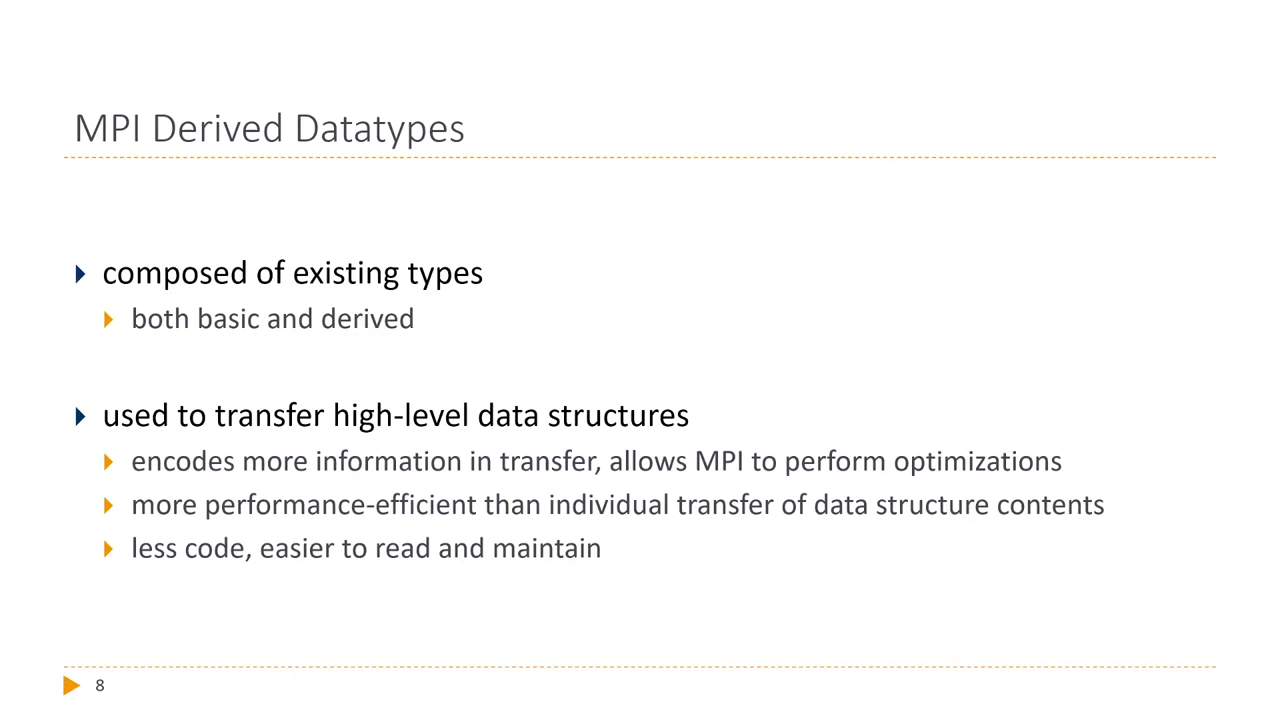 MPI Derived Datatypes
composed of existing types
both basic and derived
used to transfer high-level data structures
encodes more information in transfer, allows MPI to perform optimizations
more performance-efficient than individual transfer of data structure contents
less code, easier to read and maintain
8